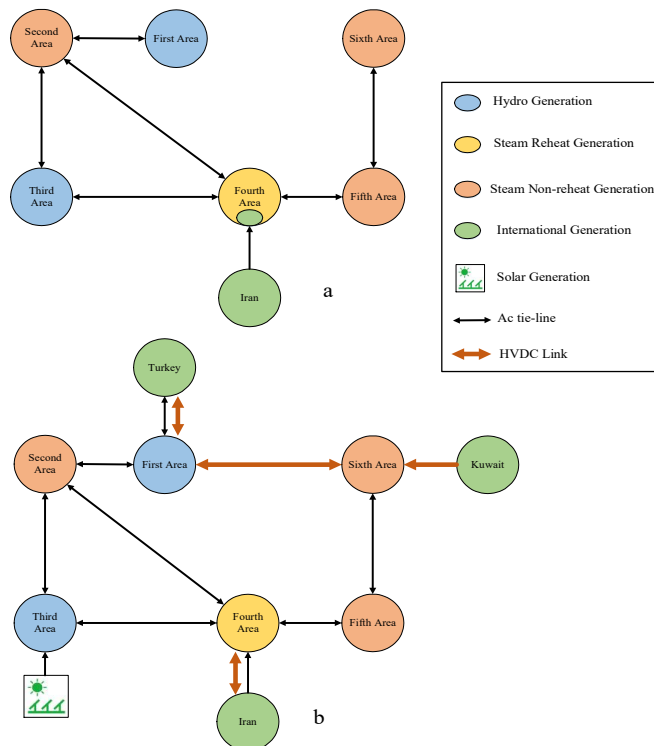 Second
Area
First Area
Sixth Area
Third
Area
Fourth
Area
Fifth Area
Iran
a
Hydro Generation
Steam Reheat Generation
Steam Non-reheat Generation
International Generation
Solar Generation
Ac tie-line
HVDC Link
Turkey
Second
Area
First Area
Sixth Area
Kuwait
Third
Area
Fourth
Area
Fifth Area
Iran
b